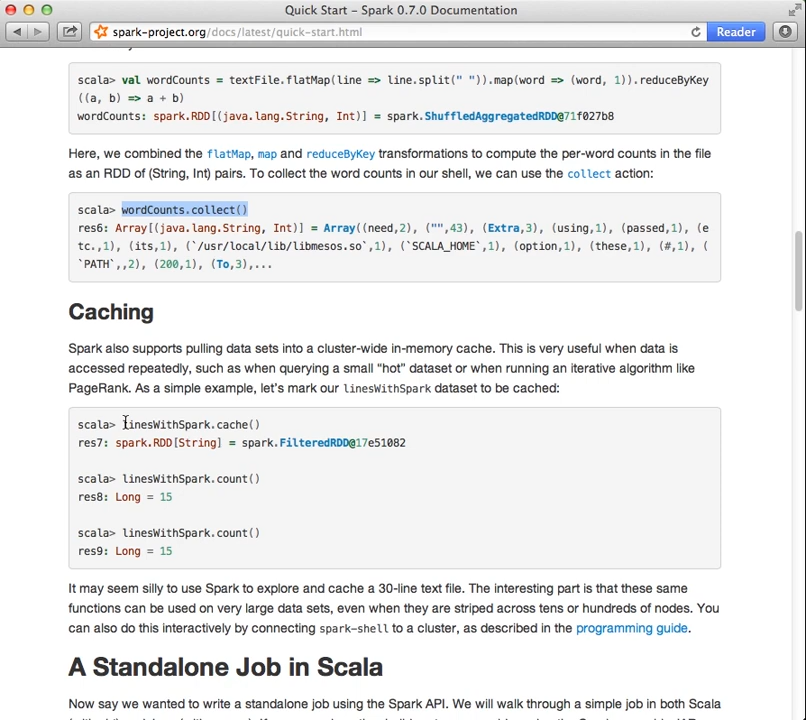 Quick Start - Spark 0.7.0 Documentation
spark-project.org/docs/latest/quick-start.html
Reader
scala> val wordCounts = textFile.flatMap(line => line.split(" ")).map(word => (word, 1)).reduceByKey
((a, b) => a + b)
wordCounts: spark.RDD[(java.lang.String, Int)] = spark.ShuffledAggregatedRDD@71f027b8
Here, we combined the flatMap, map and reduceByKey transformations to compute the per-word counts in the file
as an RDD of (String, Int) pairs. To collect the word counts in our shell, we can use the collect action:
scala> wordCounts.collect()
res6: Array[(java.lang.String, Int)] = Array((need,2), ("",43), (Extra,3), (using,1), (passed,1), (e
tc.,1), (its,1), (`/usr/local/lib/libmesos.so`,1), (`SCALA_HOME`,1), (option,1), (these,1), (#,1), (
`PATH`,,2), (200,1), (To,3),...
Caching
Spark also supports pulling data sets into a cluster-wide in-memory cache. This is very useful when data is
accessed repeatedly, such as when querying a small "hot" dataset or when running an iterative algorithm like
PageRank. As a simple example, let's mark our linesWithSpark dataset to be cached:
scala> linesWithSpark.cache()
res7: spark.RDD[String] = spark.FilteredRDD@17e51082
scala> linesWithSpark.count()
res8: Long = 15
scala> linesWithSpark.count()
res9: Long = 15
It may seem silly to use Spark to explore and cache a 30-line text file. The interesting part is that these same
functions can be used on very large data sets, even when they are striped across tens or hundreds of nodes. You
can also do this interactively by connecting spark-shell to a cluster, as described in the programming guide.
A Standalone Job in Scala
Now say we wanted to write a standalone job using the Spark API. We will walk through a simple job in both Scala